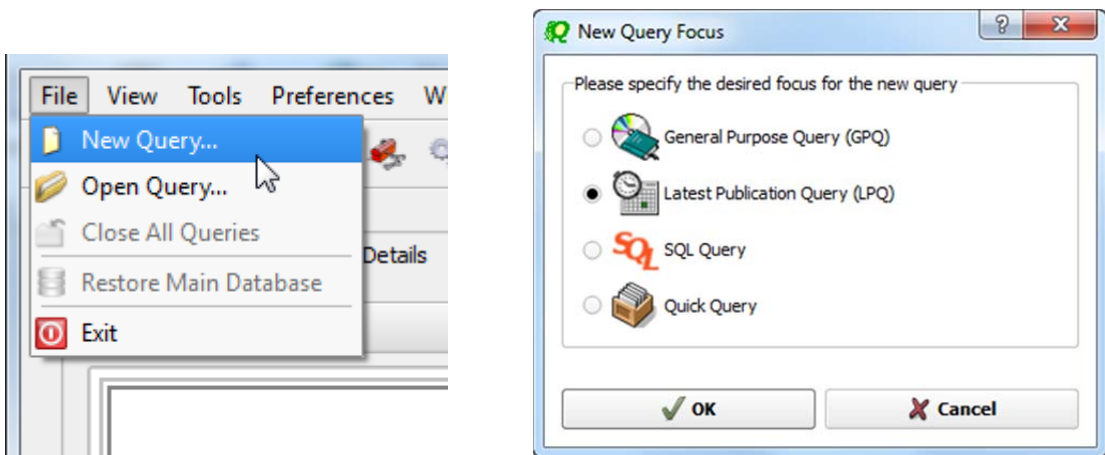 File View Tools Preferences W
New Query...
Open Query...
Close All Queries
Details
Restore Main Database
Exit
New Query Focus
Please specify the desired focus for the new query
General Purpose Query (GPQ)
Latest Publication Query (LPQ)
SQL SQL Query
Quick Query
OK Cancel